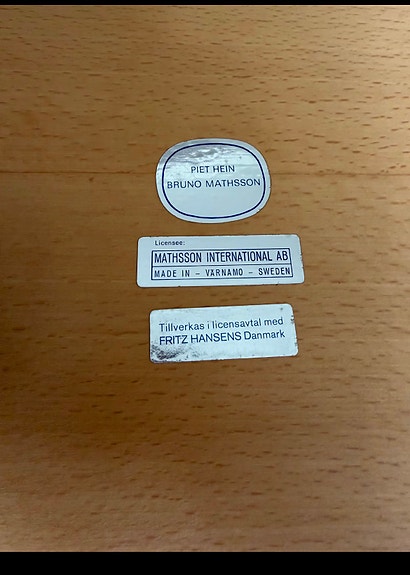 PIET HEIN
BRUNO MATHSSON
Licensee:
MATHSSON INTERNATIONAL AB
MADE IN – VÄRNAMO – SWEDEN
Tillverkas i licensavtal med
FRITZ HANSENS Danmark